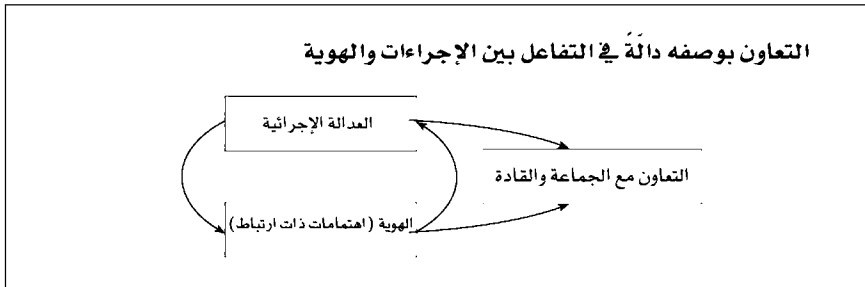 التعاون بوصفه دالَّةً في التفاعل بين الإجراءات والهوية
العدالة الإجرائية
التعاون مع الجماعة والقادة
الهوية (اهتمامات ذات ارتباط)